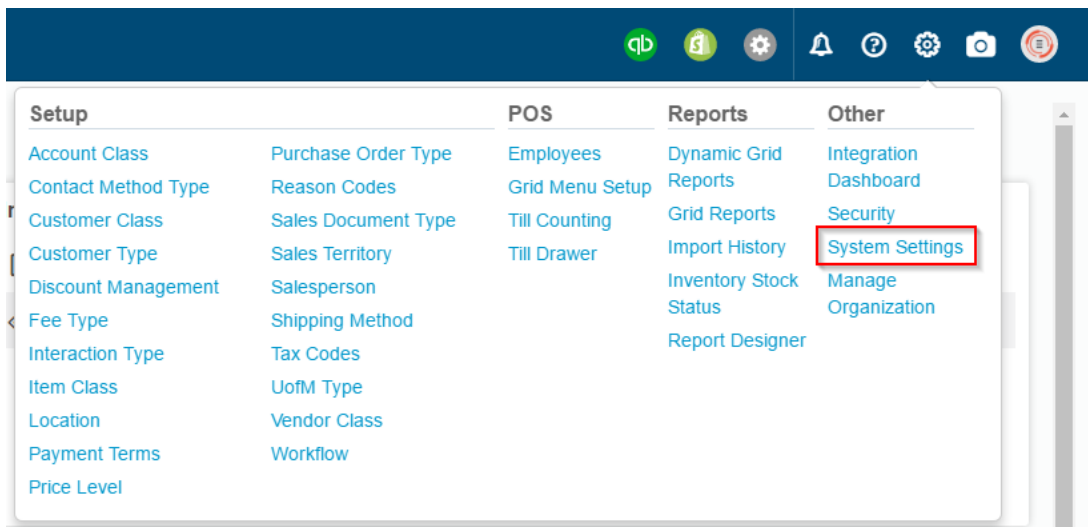 qb
Setup
Account Class
Contact Method Type
Customer Class
Customer Type
Discount Management
Fee Type
Interaction Type
Item Class
Location
Payment Terms
Price Level
Purchase Order Type
Reason Codes
Sales Document Type
Sales Territory
Salesperson
Shipping Method
Tax Codes
UofM Type
Vendor Class
Workflow
POS
Employees
Grid Menu Setup
Till Counting
Till Drawer
Reports
Dynamic Grid
Reports
Grid Reports
Import History
Inventory Stock
Status
Report Designer
Other
Integration
Dashboard
Security
System Settings
Manage
Organization